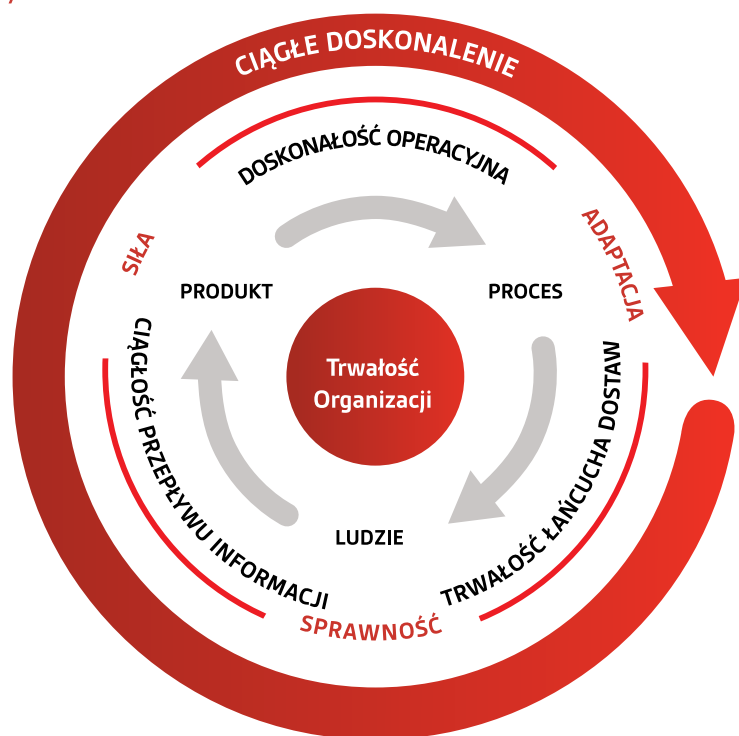 CIĄGŁE DOSKONALENIE
DOSKONAŁOŚĆ OPERACYJNA
SIŁA
ADAPTACJA
PRODUKT
PROCES
Trwałość
Organizacji
CIĄGŁOŚĆ PRZEPŁYWU INFORMACJI
TRWAŁOŚĆ ŁAŃCUCHA DOSTAW
LUDZIE
SPRAWNOŚĆ